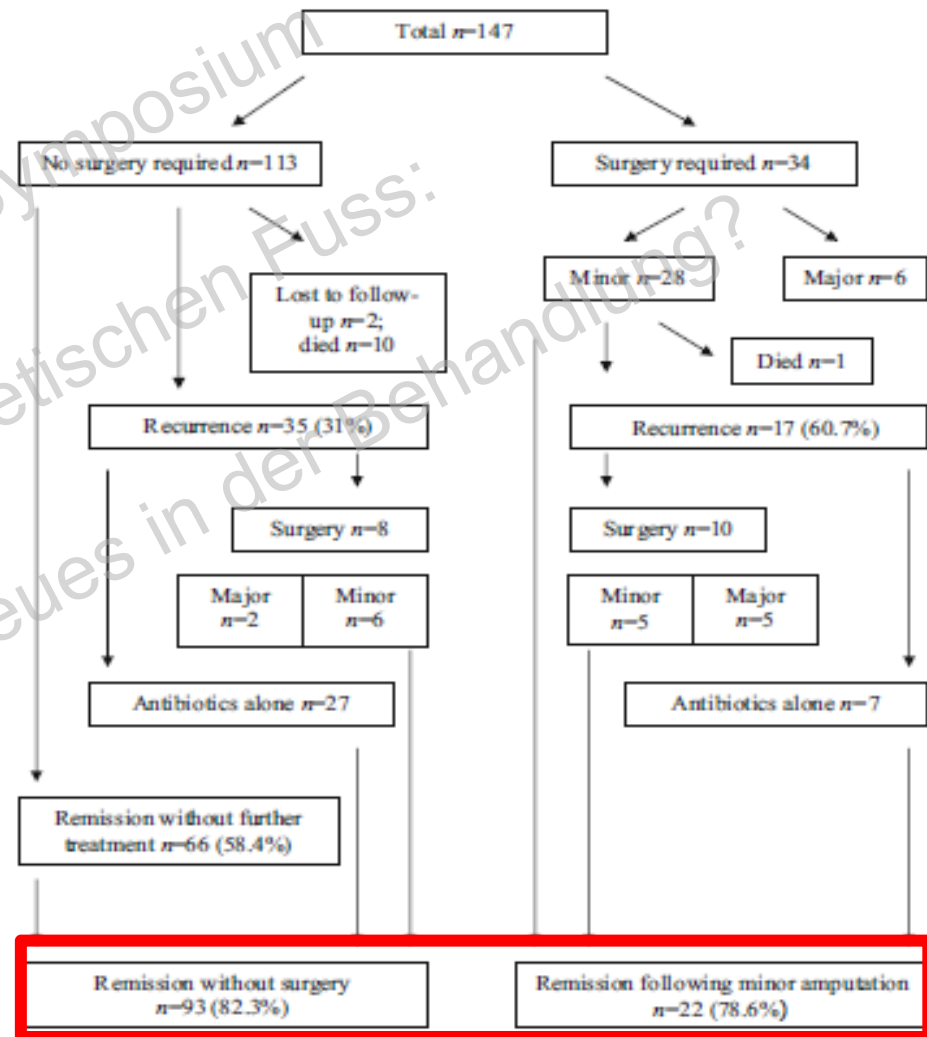 Total n=147
No surgery required n=113
Surgery required n=34
Lost to follow-
up n=2;
died n=10
Minor n=28
Major n=6
Died n=1
Recurrence n=35 (31%)
Recurrence n=17 (60.7%)
Surgery n=8
Surgery n=10
Major
n=2
Minor
n=6
Minor
n=5
Major
n=5
Antibiotics alone n=27
Antibiotics alone n=7
Remission without further
treatment n=66 (58.4%)
Remission without surgery
n=93 (82.3%)
Remission following minor amputation
n=22 (78.6%)
Symposium
etischen Fuss:
eues in der Behandlung?